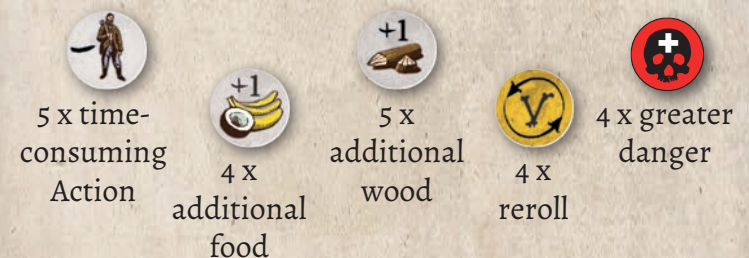 -
+1
+1
V
5 x time-
consuming
Action
4 x
additional
food
5 x
additional
wood
4 x
reroll
4 x greater
danger